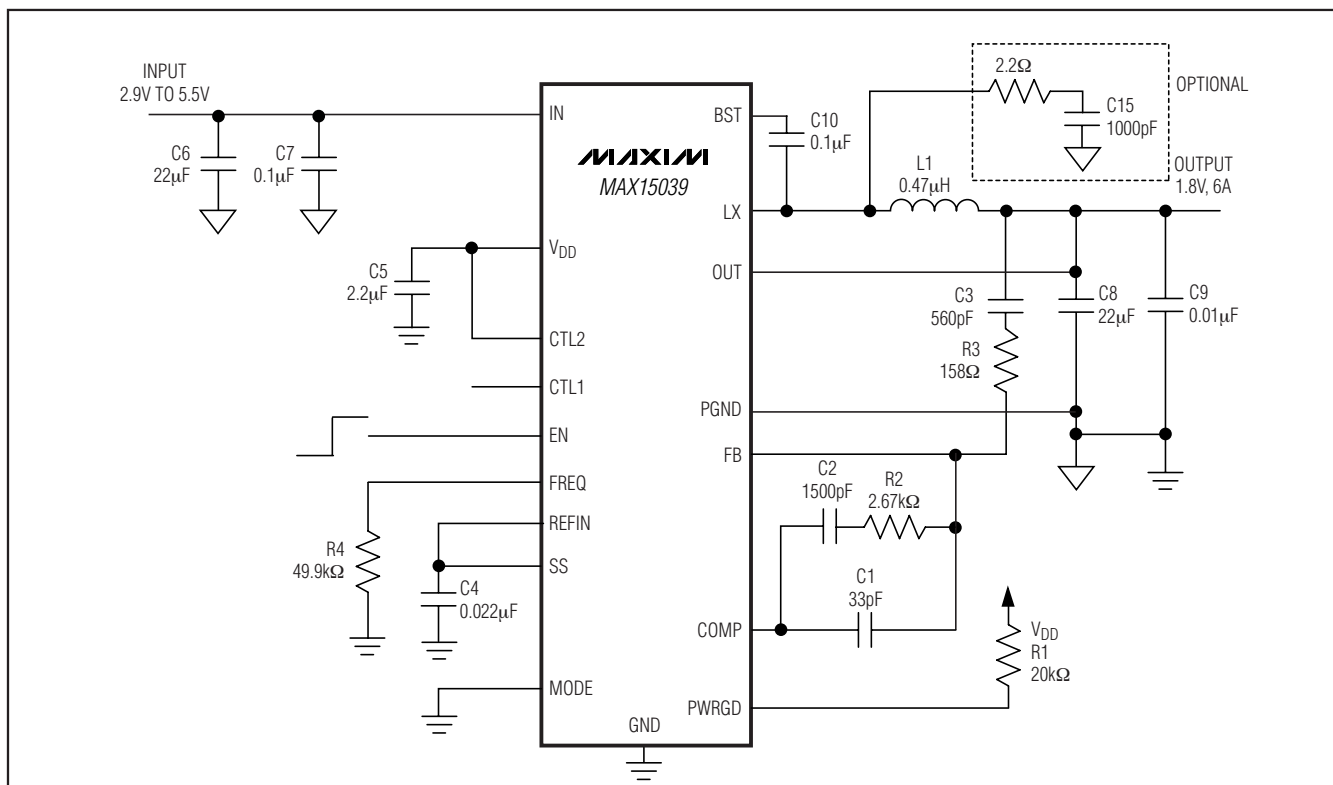 INPUT
2.9V TO 5.5V
C6
22µF
C7
0.1µF
IN
MAXIM
MAX15039
BST
C10
0.1µF
2.2Ω
C15
1000pF
OPTIONAL
OUTPUT
1.8V, 6A
L1
0.47µH
LX
VDD
C5
2.2µF
OUT
C3
560pF
C8
22µF
C9
0.01µF
R3
158Ω
CTL2
CTL1
PGND
EN
FB
FREQ
C2
1500pF
R2
2.67kΩ
REFIN
R4
49.9kΩ
SS
C4
0.022µF
C1
33pF
COMP
VDD
R1
20kΩ
MODE
PWRGD
GND